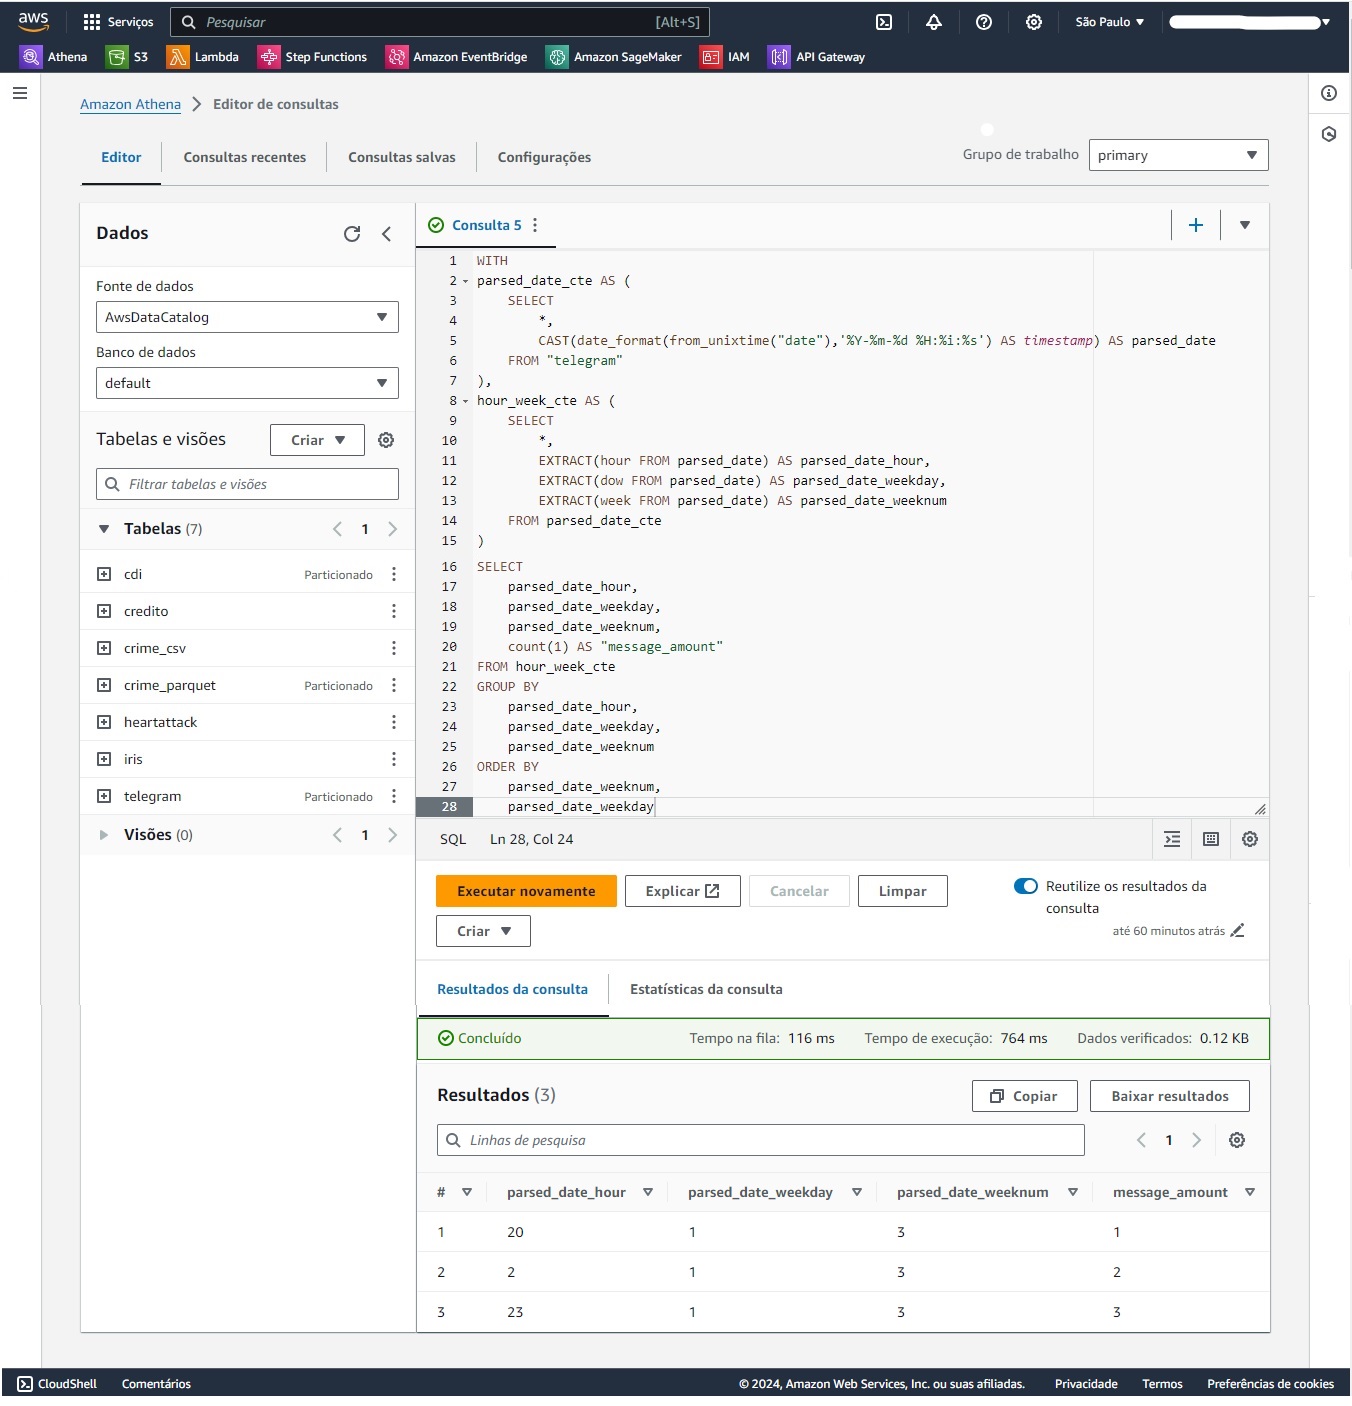 aws Serviços Pesquisar [Alt+S] São Paulo
Athena S3 Lambda Step Functions Amazon EventBridge Amazon SageMaker IAM API Gateway
Amazon Athena Editor de consultas
Editor Consultas recentes Consultas salvas Configurações Grupo de trabalho primary
Dados
Fonte de dados
AwsDataCatalog
Banco de dados
default
Tabelas e visões Criar
Filtrar tabelas e visões
Tabelas (7) 1
cdi Particionado
credito
crime_csv
crime_parquet Particionado
heartattack
iris
telegram Particionado
Visões (0) 1
Consulta 5
1 WITH
2 parsed_date_cte AS (
3 SELECT
4 *,
5 CAST(date_format(from_unixtime("date"),'%Y-%m-%d %H:%i:%s') AS timestamp) AS parsed_date
6 FROM "telegram"
7 ),
8 hour_week_cte AS (
9 SELECT
10 *,
11 EXTRACT(hour FROM parsed_date) AS parsed_date_hour,
12 EXTRACT(dow FROM parsed_date) AS parsed_date_weekday,
13 EXTRACT(week FROM parsed_date) AS parsed_date_weeknum
14 FROM parsed_date_cte
15 )
16 SELECT
17 parsed_date_hour,
18 parsed_date_weekday,
19 parsed_date_weeknum,
20 count(1) AS "message_amount"
21 FROM hour_week_cte
22 GROUP BY
23 parsed_date_hour,
24 parsed_date_weekday,
25 parsed_date_weeknum
26 ORDER BY
27 parsed_date_weeknum,
28 parsed_date_weekday
SQL Ln 28, Col 24
Executar novamente Explicar Cancelar Limpar
Criar
Reutilize os resultados da
consulta
até 60 minutos atrás
Resultados da consulta Estatísticas da consulta
Concluído Tempo na fila: 116 ms Tempo de execução: 764 ms Dados verificados: 0.12 KB
Resultados (3) Copiar Baixar resultados
Linhas de pesquisa 1
# parsed_date_hour parsed_date_weekday parsed_date_weeknum message_amount
1 20 1 3 1
2 2 1 3 2
3 23 1 3 3
CloudShell Comentários © 2024, Amazon Web Services, Inc. ou suas afiliadas. Privacidade Termos Preferências de cookies